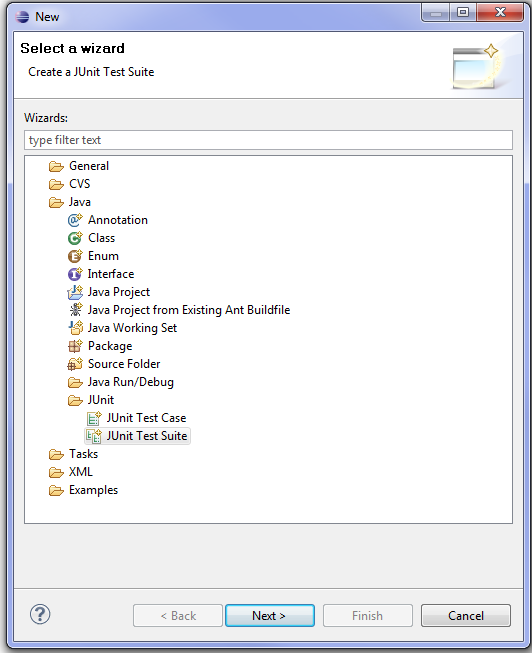 New
Select a wizard
Create a JUnit Test Suite
Wizards:
type filter text
General
CVS
Java
Annotation
Class
Enum
Interface
Java Project
Java Project from Existing Ant Buildfile
Java Working Set
Package
Source Folder
Java Run/Debug
JUnit
JUnit Test Case
JUnit Test Suite
Tasks
XML
Examples
? < Back Next > Finish Cancel